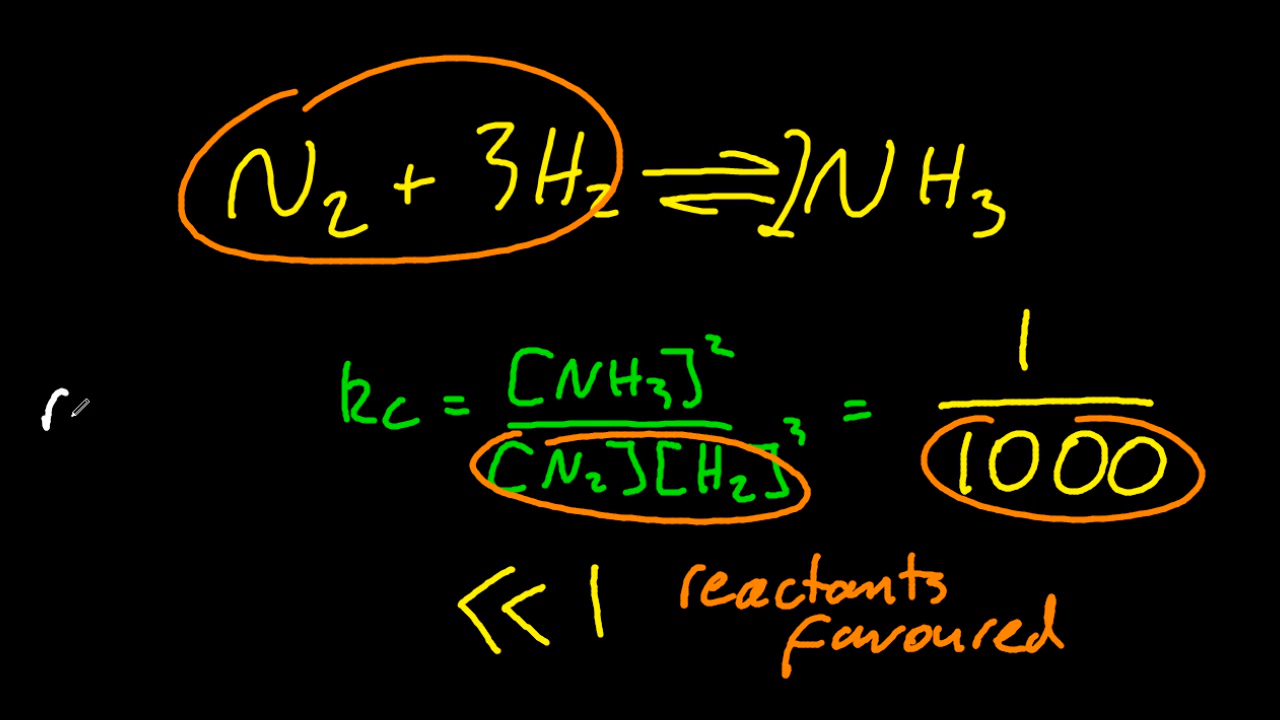 N₂ + 3H₂ ⇌ 2NH₃
Kc = [NH₃]² / [N₂][H₂]³ = 1 / 1000
<< 1 reactants
favoured
r